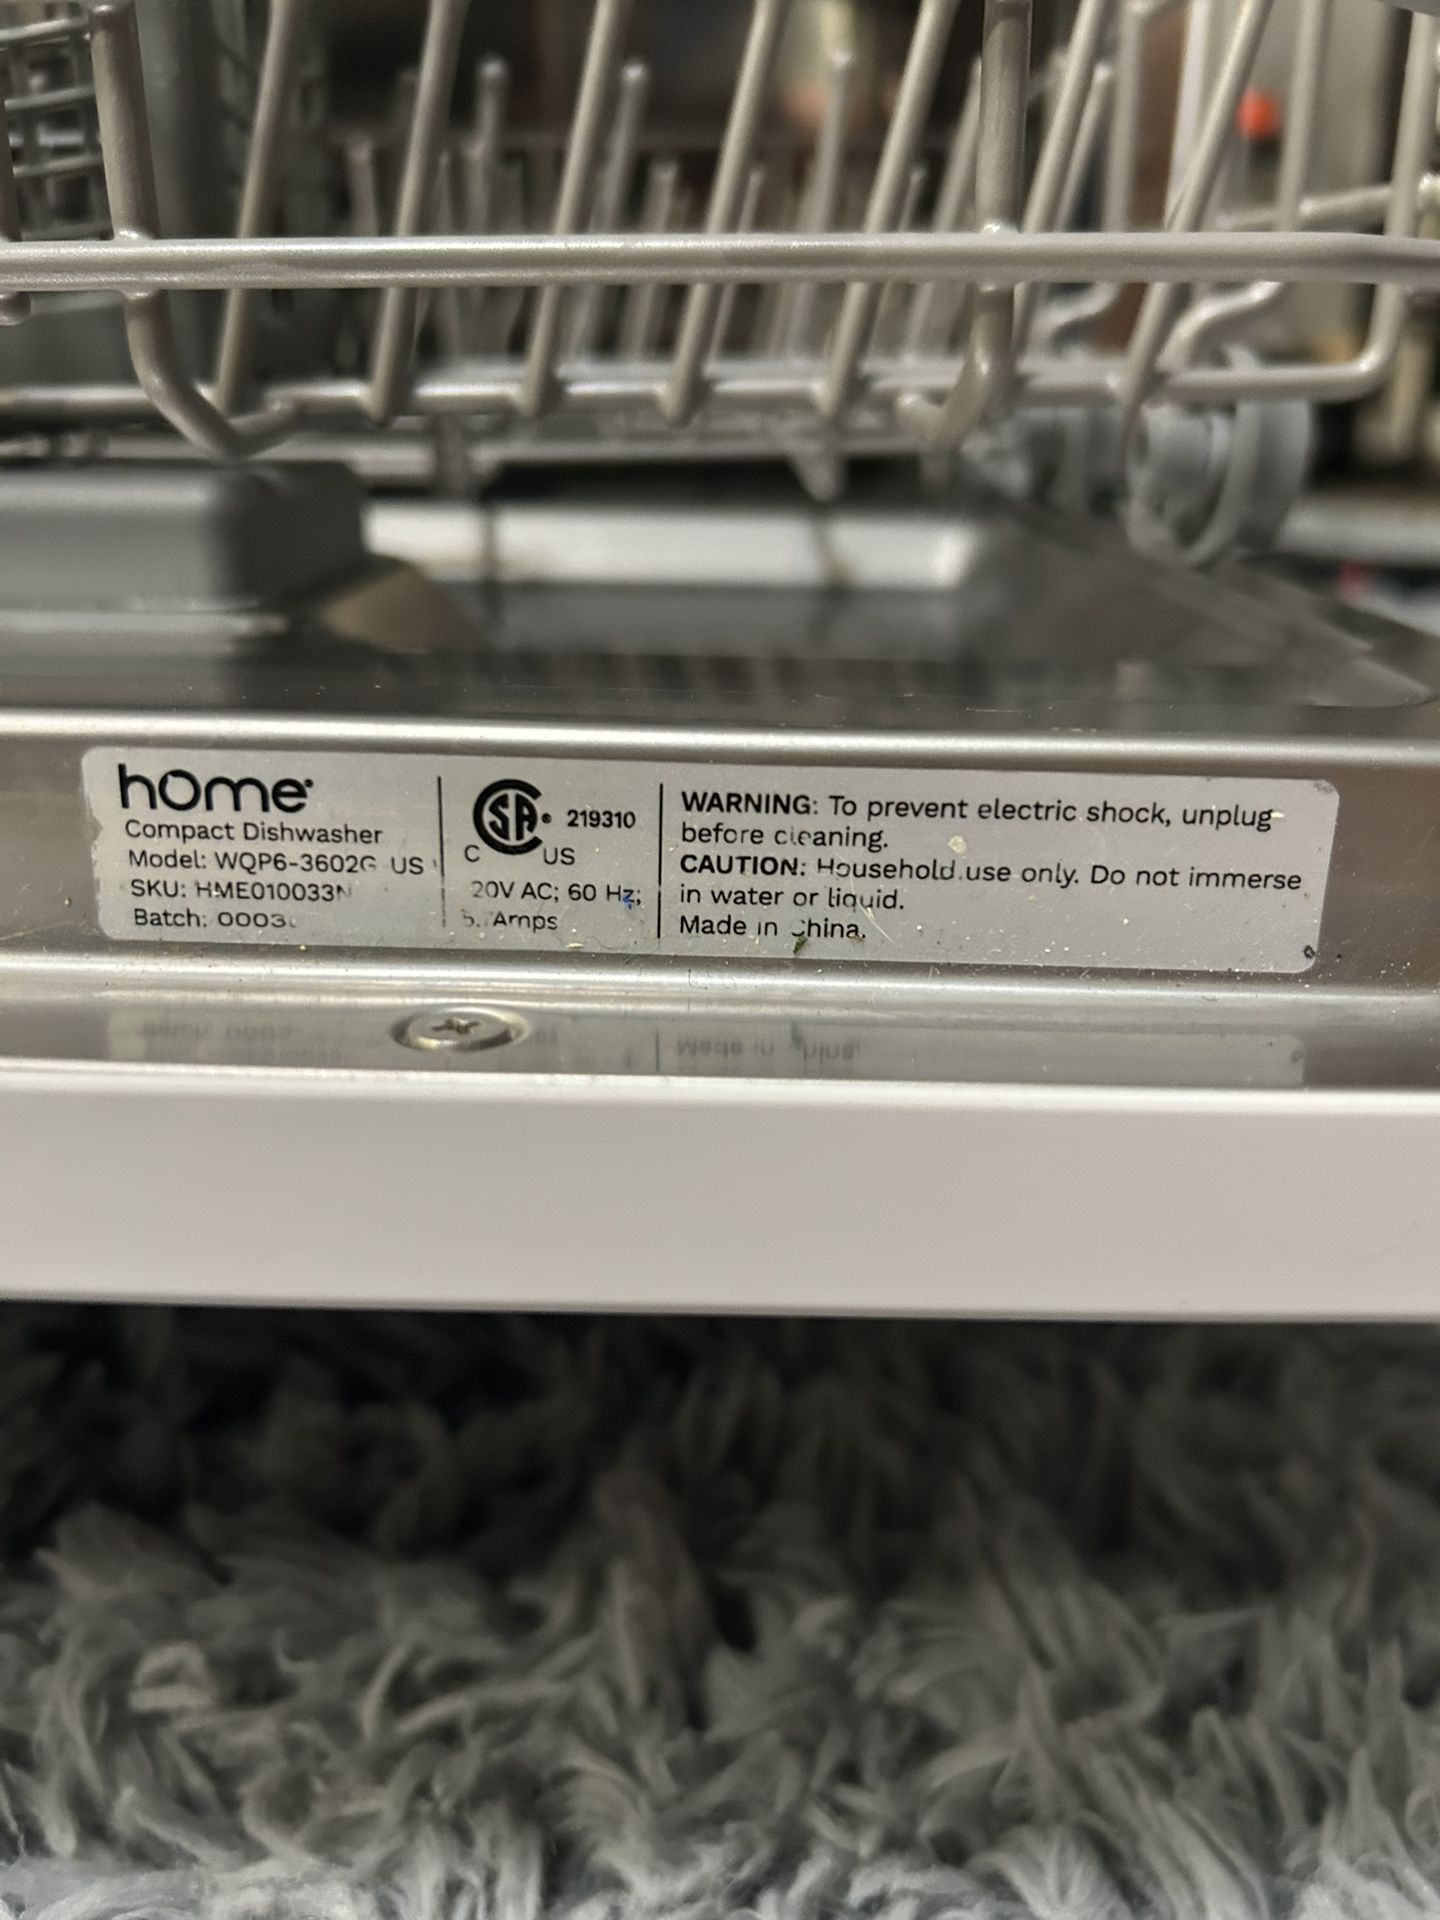 home
Compact Dishwasher
Model: WQP6-3602G US
SKU: HME010033N
Batch:
CSA® 219310
C US
20V AC; 60 Hz;
Amps
WARNING: To prevent electric shock, unplug
before cleaning.
CAUTION: Household use only. Do not immerse
in water or liquid.
Made in China.